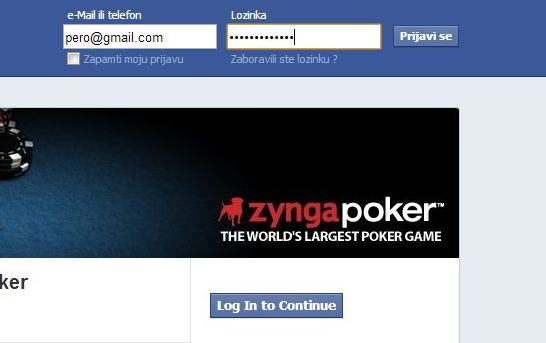 e-Mail ili telefon
Lozinka
pero@gmail.com
•••••••••••••
Prijavi se
Zapamti moju prijavu
Zaboravili ste lozinku ?
zyngapoker™
THE WORLD'S LARGEST POKER GAME
ker
Log In to Continue